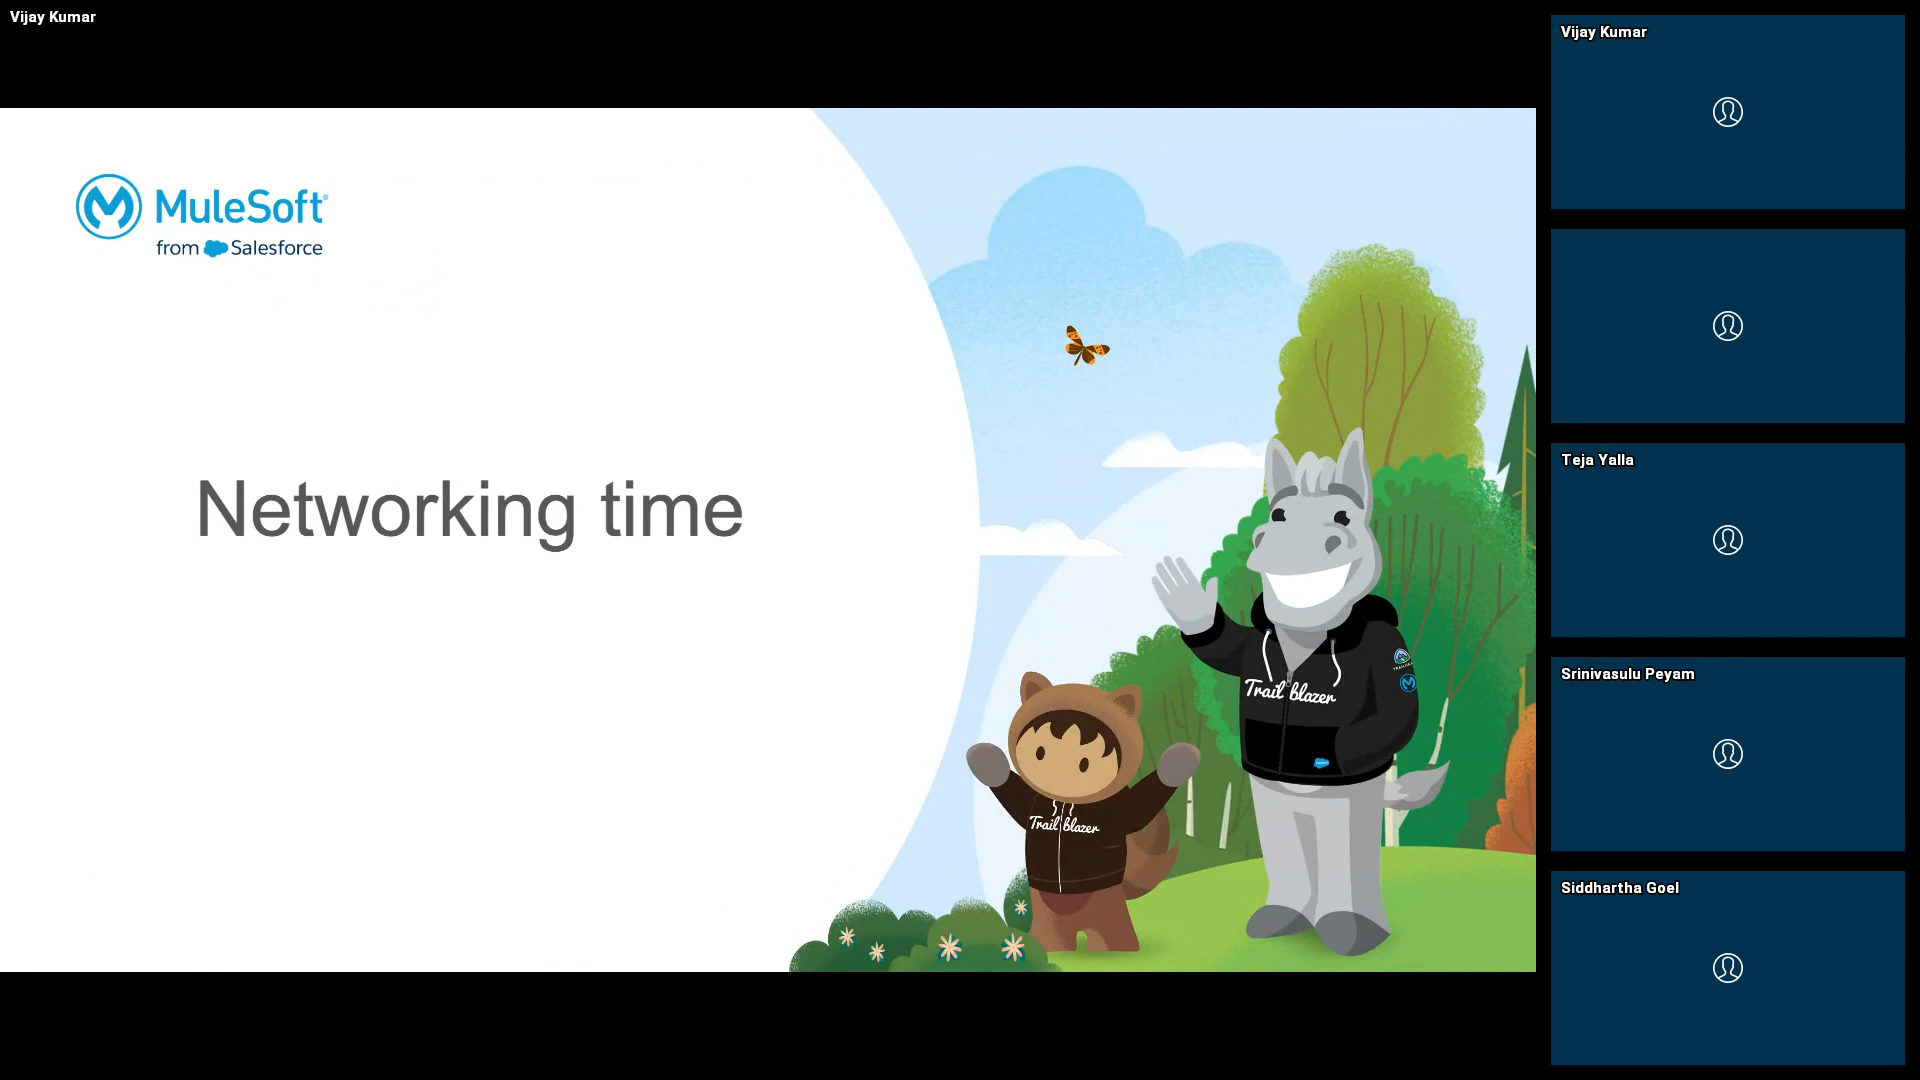 Vijay Kumar
MuleSoft
from Salesforce
Networking time
Trail blazer
Trail blazer
Vijay Kumar
Teja Yalla
Srinivasulu Peyam
Siddhartha Goel